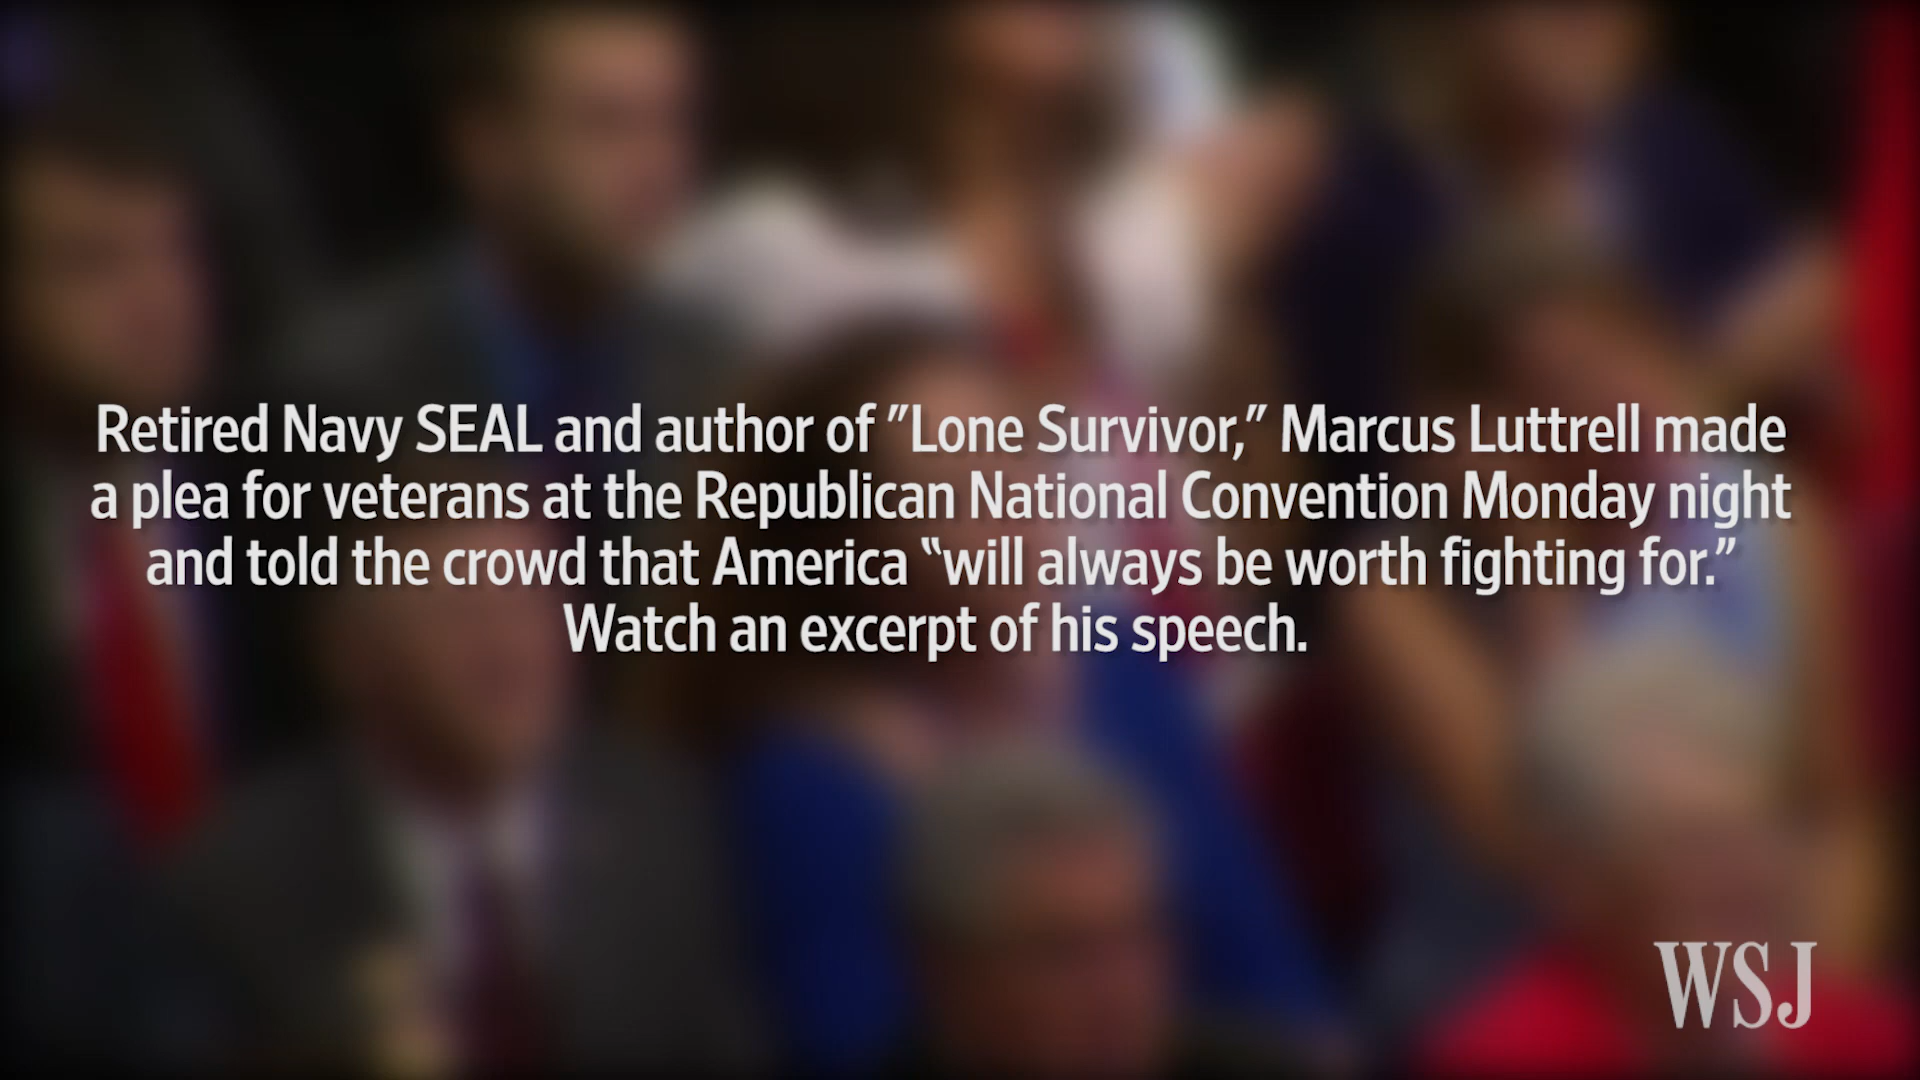 Retired Navy SEAL and author of "Lone Survivor," Marcus Luttrell made
a plea for veterans at the Republican National Convention Monday night
and told the crowd that America “will always be worth fighting for.”
Watch an excerpt of his speech.
WSJ